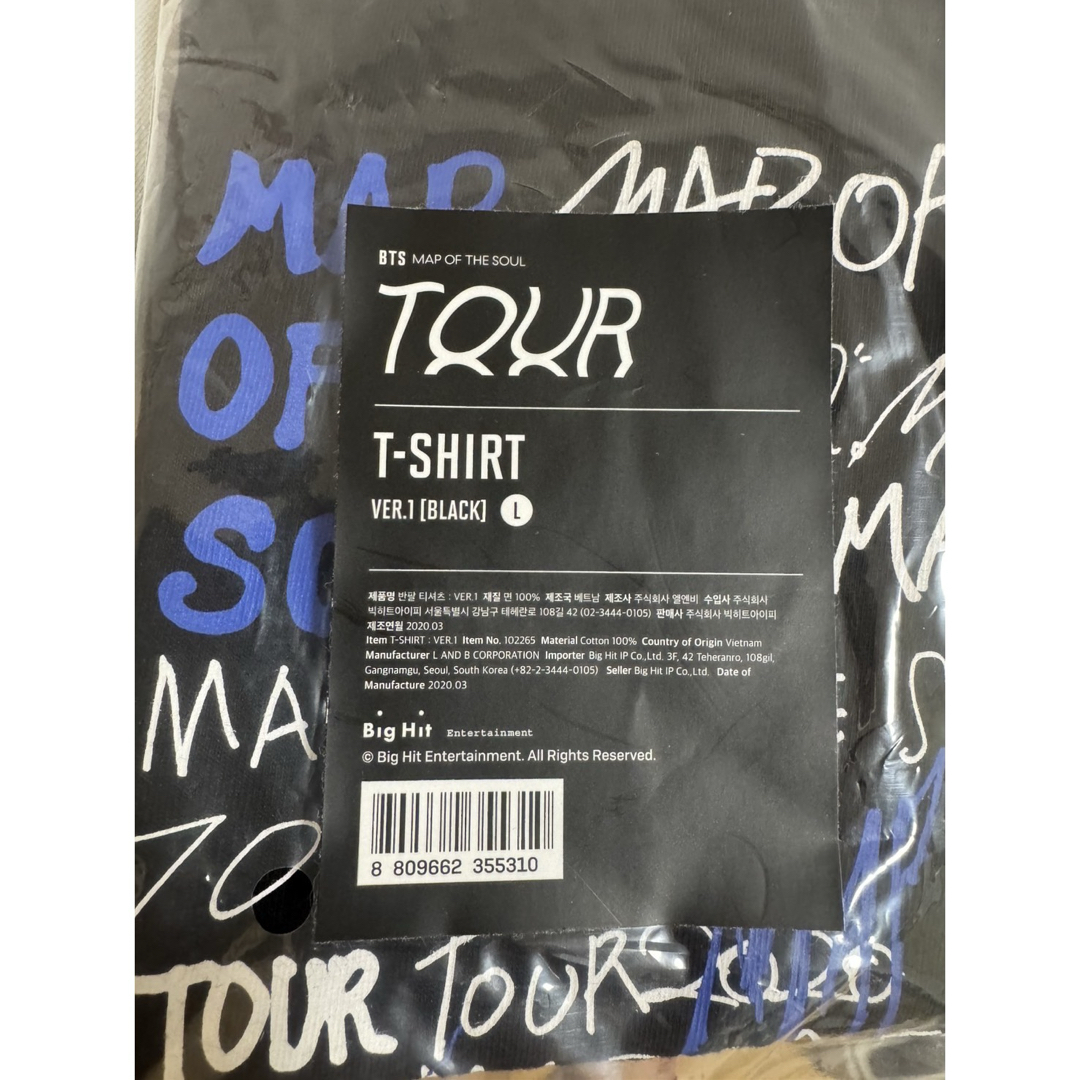 MAP MAP OF
OF
SO
MA
TO
BTS MAP OF THE SOUL
TOUR
T-SHIRT
VER.1 [BLACK] L
제품명 반팔 티셔츠 : VER.1 재질 면 100% 제조국 베트남 제조사 주식회사 엘엔비 수입사 주식회사
빅히트아이피 서울특별시 강남구 테헤란로 108길 42 (02-3444-0105) 판매사 주식회사 빅히트아이피
제조연월 2020.03
Item T-SHIRT : VER.1 Item No. 102265 Material Cotton 100% Country of Origin Vietnam
Manufacturer L AND B CORPORATION Importer Big Hit IP Co.,Ltd. 3F, 42 Teheranro, 108gil,
Gangnamgu, Seoul, South Korea (+82-2-3444-0105) Seller Big Hit IP Co.,Ltd. Date of
Manufacture 2020.03
Big Hit Entertainment
© Big Hit Entertainment. All Rights Reserved.
8 809662 355310
TOUR TOUR 2020